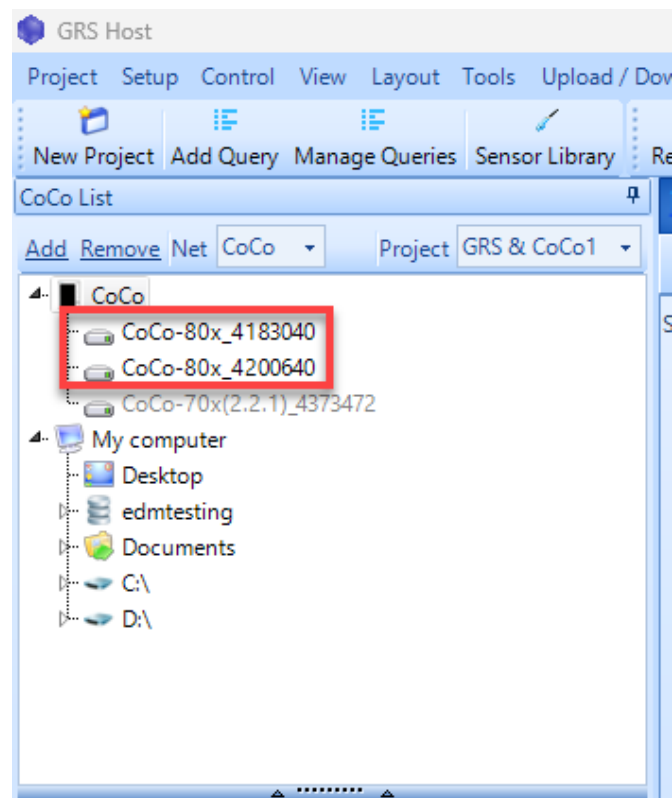 GRS Host
Project Setup Control View Layout Tools Upload / Dow
New Project Add Query Manage Queries Sensor Library Re
CoCo List
Add Remove Net CoCo Project GRS & CoCo1
CoCo
S
CoCo-80x_4183040
CoCo-80x_4200640
CoCo-70x(2.2.1)_4373472
My computer
Desktop
edmtesting
Documents
C:\
D:\